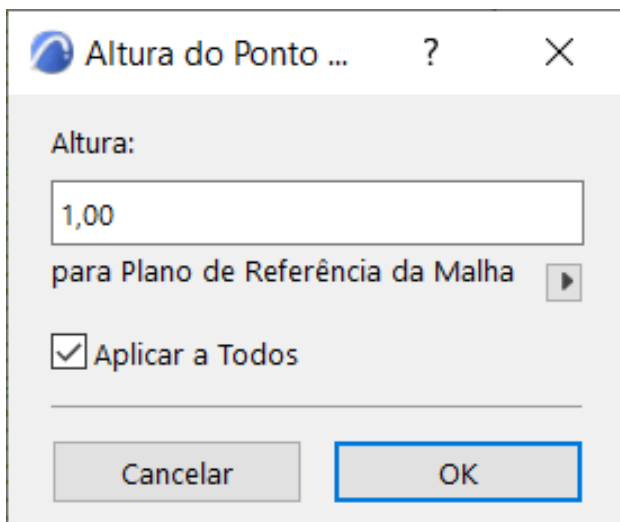 Altura do Ponto ... ?
Altura:
1,00
para Plano de Referência da Malha
Aplicar a Todos
Cancelar OK